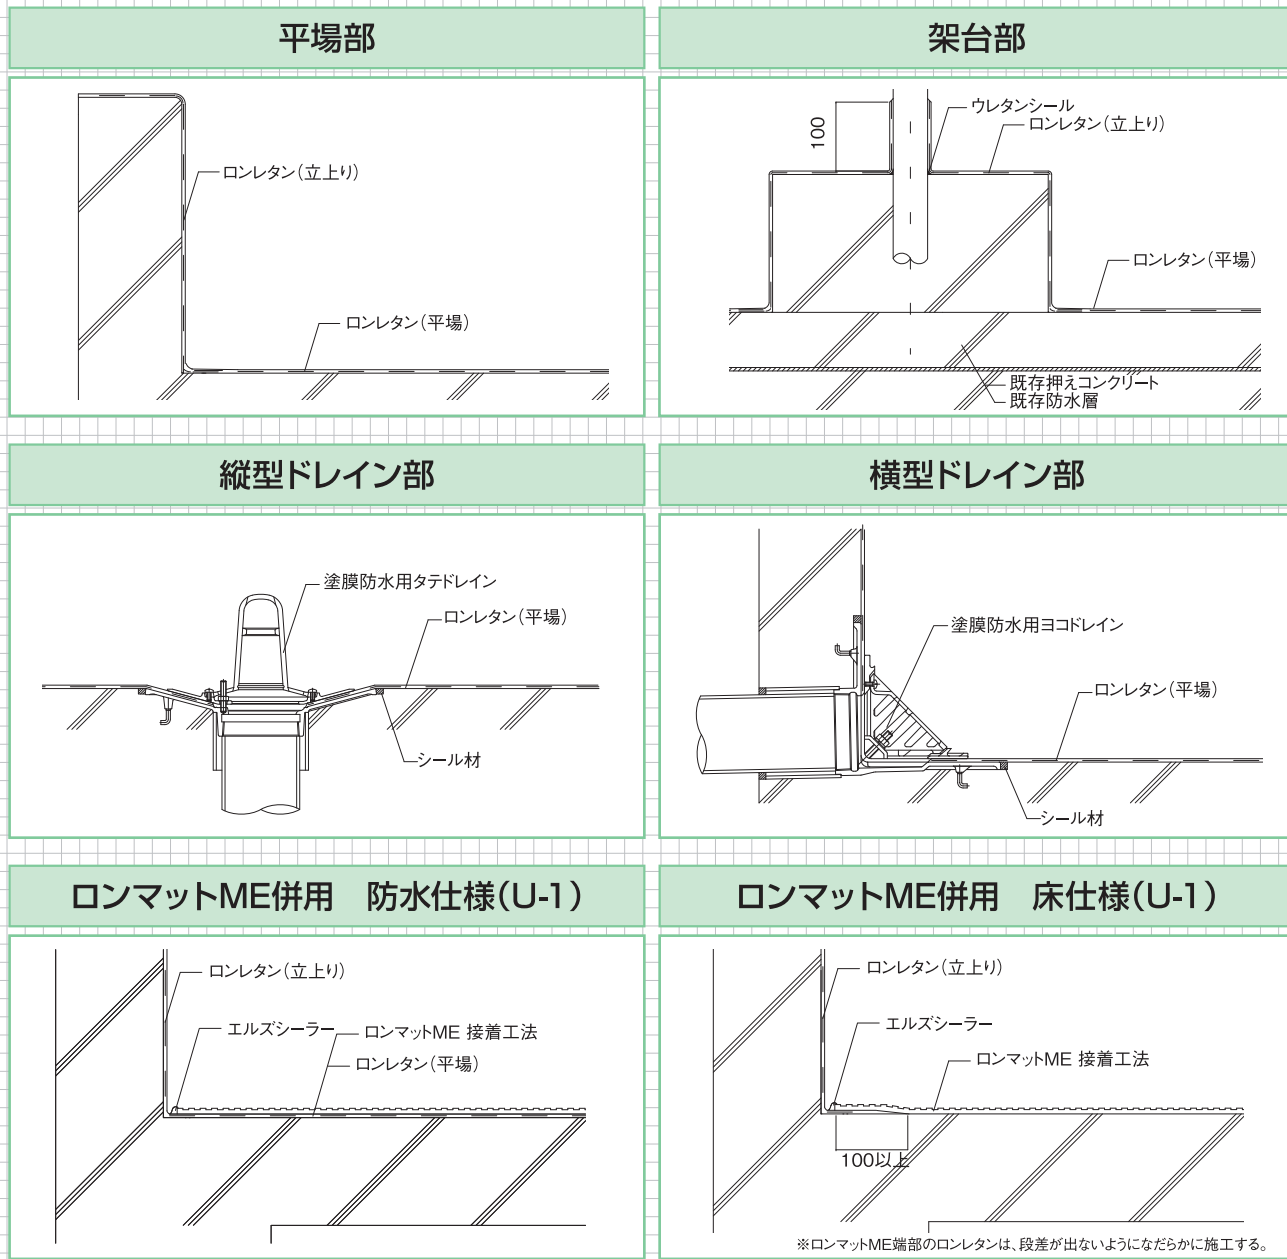 平場部
ロンレタン(立上り)
ロンレタン(平場)
架台部
100
ウレタンシール
ロンレタン(立上り)
ロンレタン(平場)
既存押えコンクリート
既存防水層
縦型ドレイン部
塗膜防水用タテドレイン
ロンレタン(平場)
シール材
横型ドレイン部
塗膜防水用ヨコドレイン
ロンレタン(平場)
シール材
ロンマットME併用　防水仕様(U-1)
ロンレタン(立上り)
エルズシーラー
ロンマットME 接着工法
ロンレタン(平場)
ロンマットME併用　床仕様(U-1)
ロンレタン(立上り)
エルズシーラー
ロンマットME 接着工法
100以上
※ロンマットME端部のロンレタンは、段差が出ないようになだらかに施工する。